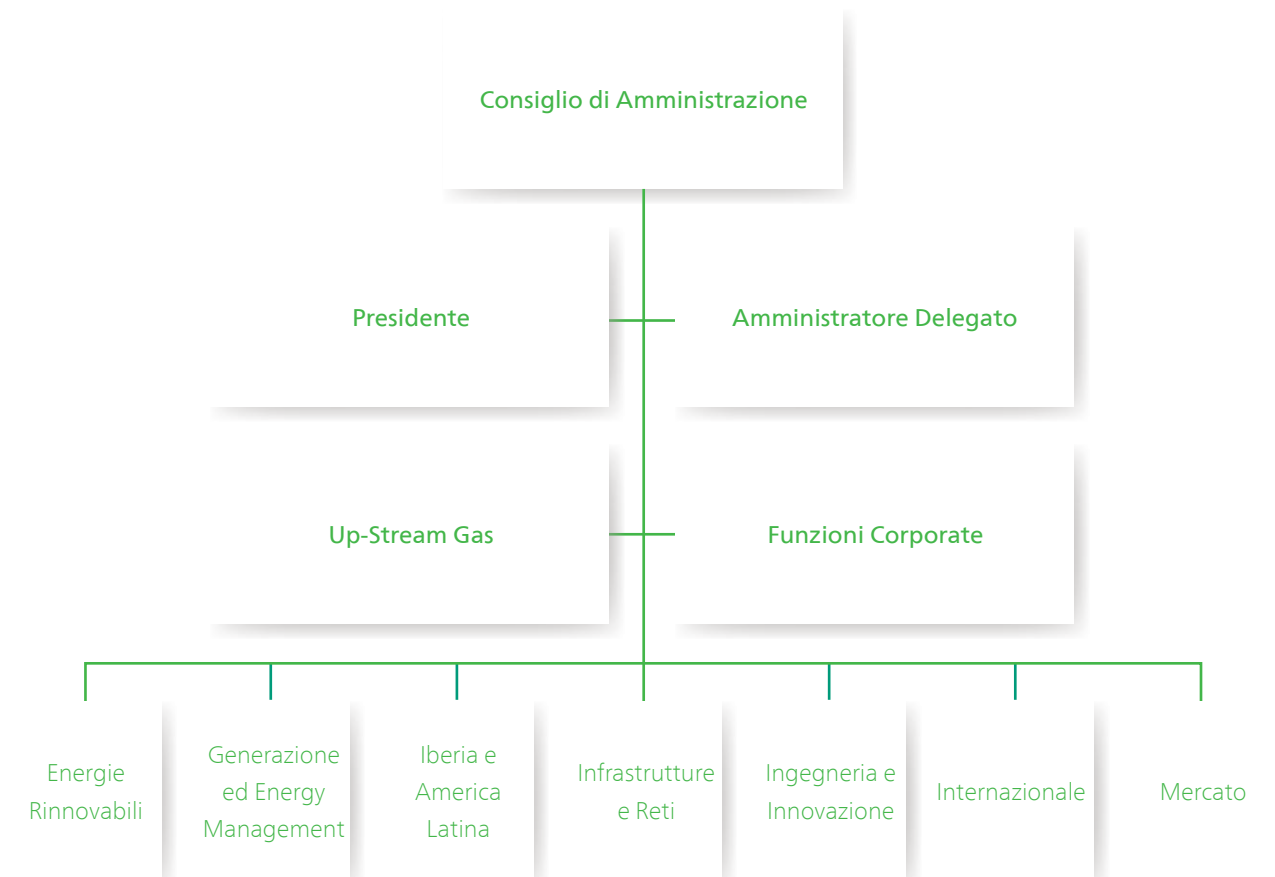 Consiglio di Amministrazione
Presidente
Amministratore Delegato
Up-Stream Gas
Funzioni Corporate
Energie
Rinnovabili
Generazione
ed Energy
Management
Iberia e
America
Latina
Infrastrutture
e Reti
Ingegneria e
Innovazione
Internazionale
Mercato